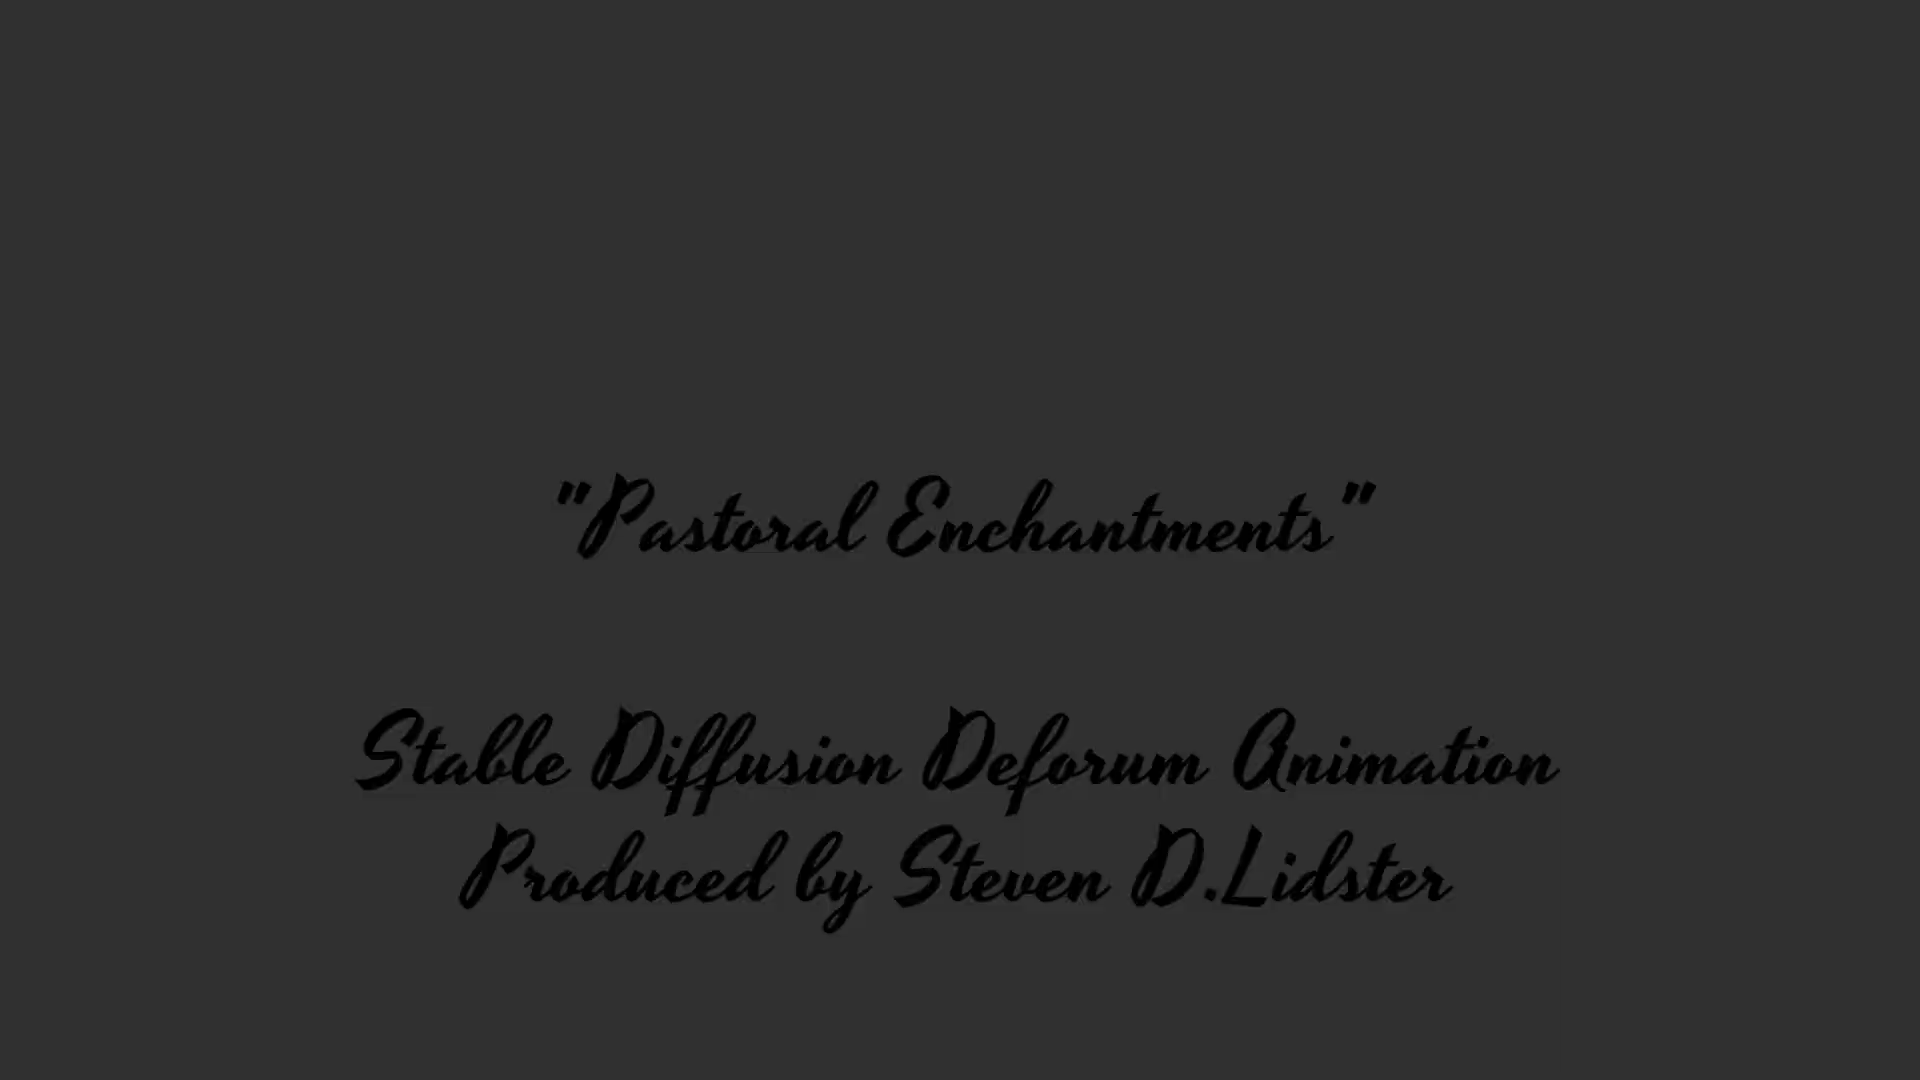 "Pastoral Enchantments"
Stable Diffusion Deforum Animation
Produced by Steven D.Lidster